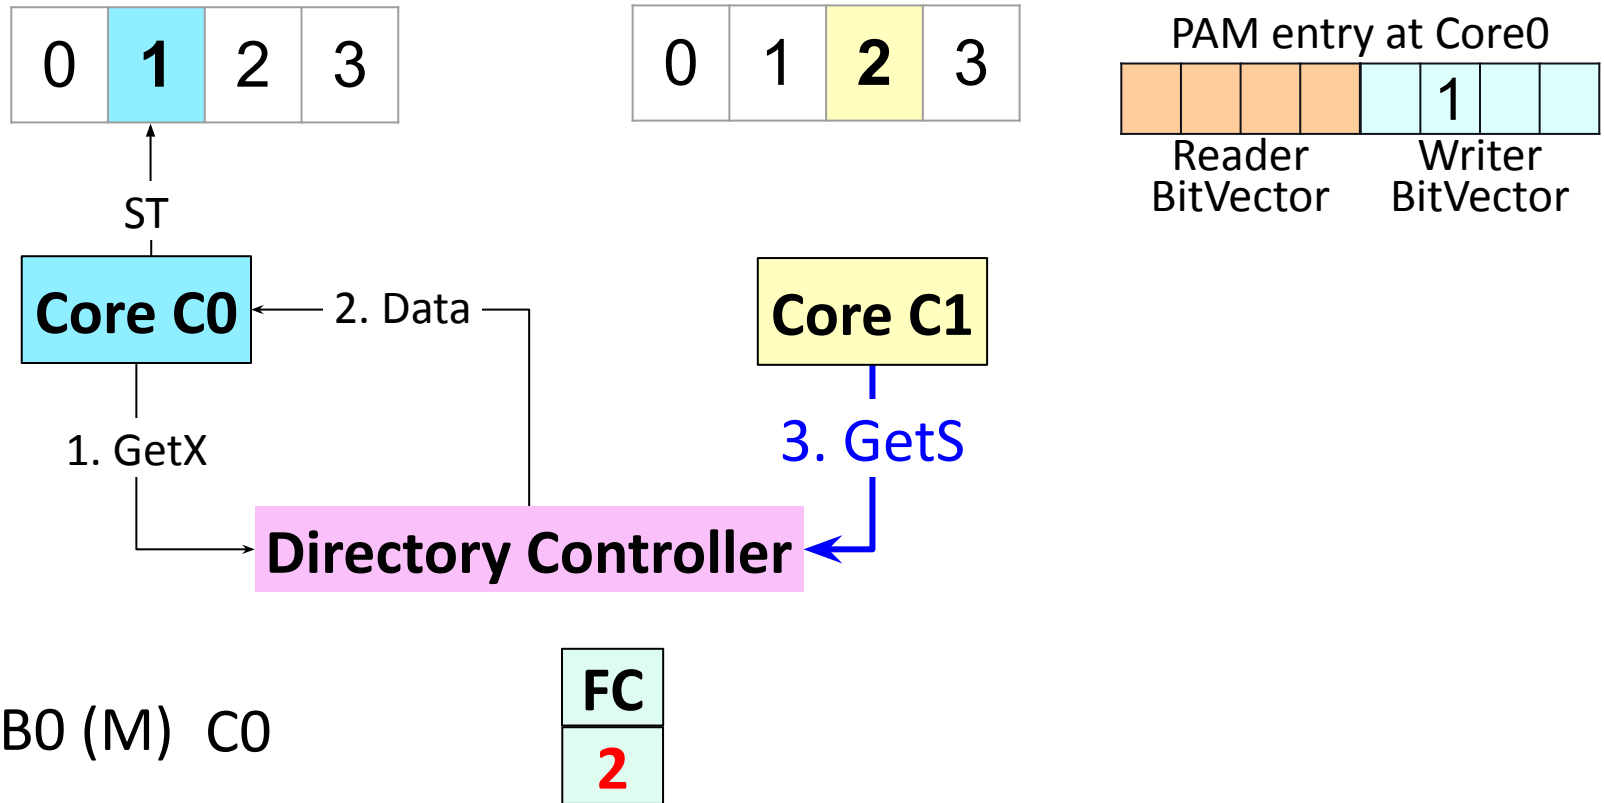 0 1 2 3
0 1 2 3
PAM entry at Core0
1
Reader BitVector
Writer BitVector
ST
Core C0
2. Data
Core C1
1. GetX
3. GetS
Directory Controller
FC
2
B0 (M) C0